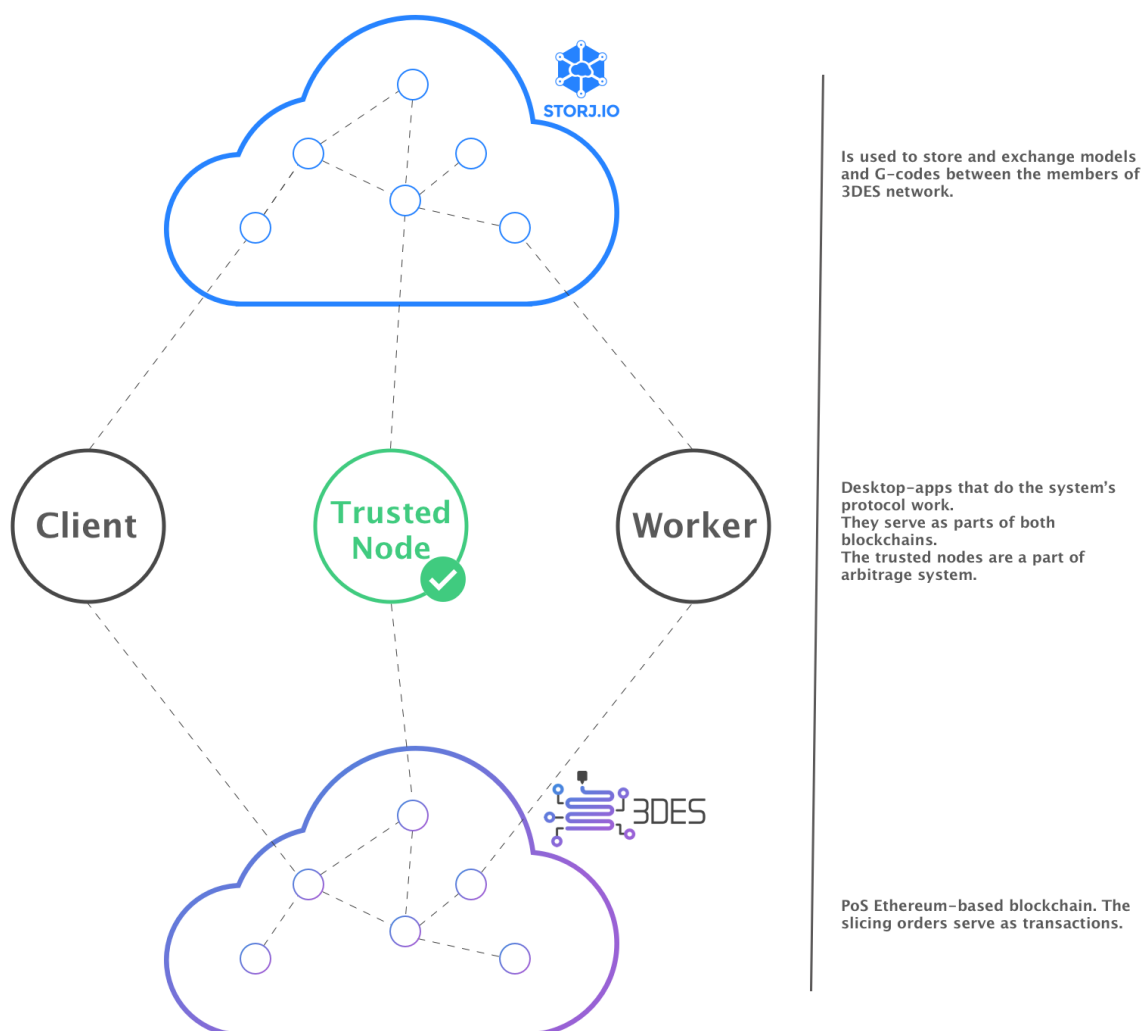 STORJ.IO
Is used to store and exchange models
and G-codes between the members of
3DES network.
Client
Trusted
Node
Worker
Desktop-apps that do the system's
protocol work.
They serve as parts of both
blockchains.
The trusted nodes are a part of
arbitrage system.
3DES
PoS Ethereum-based blockchain. The
slicing orders serve as transactions.